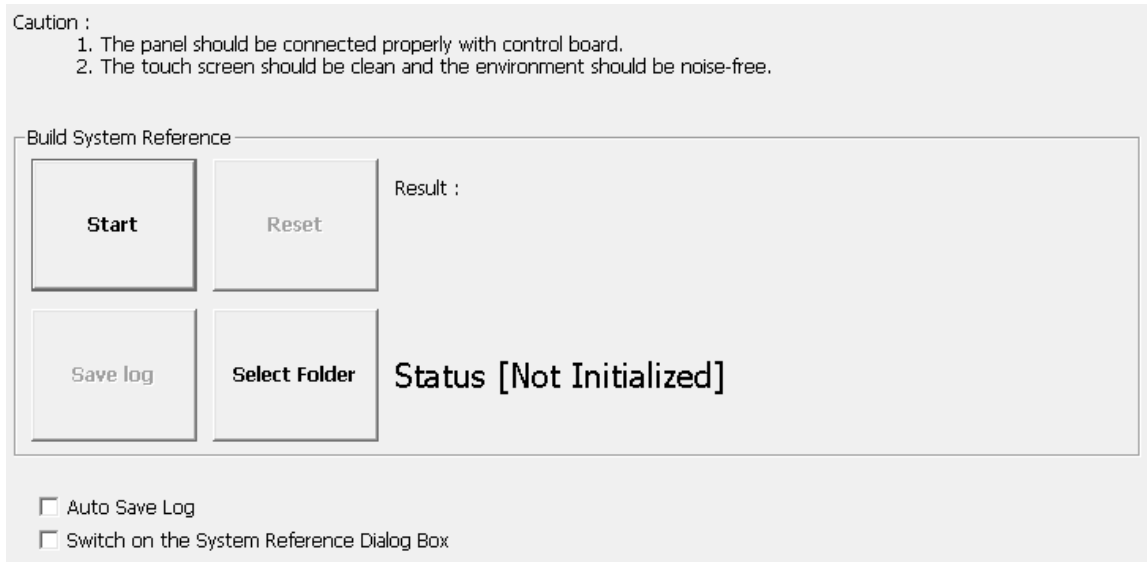 Caution :
1. The panel should be connected properly with control board.
2. The touch screen should be clean and the environment should be noise-free.
Build System Reference
Start
Reset
Result :
Save log
Select Folder
Status [Not Initialized]
Auto Save Log
Switch on the System Reference Dialog Box